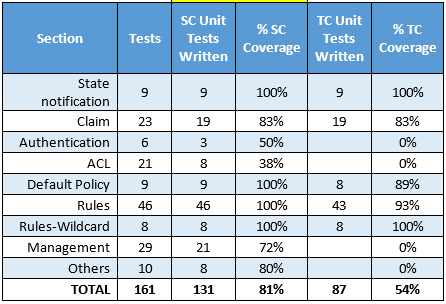 Section Tests SC Unit Tests Written % SC Coverage TC Unit Tests Written % TC Coverage
State notification 9 9 100% 9 100%
Claim 23 19 83% 19 83%
Authentication 6 3 50% 0%
ACL 21 8 38% 0%
Default Policy 9 9 100% 8 89%
Rules 46 46 100% 43 93%
Rules-Wildcard 8 8 100% 8 100%
Management 29 21 72% 0%
Others 10 8 80% 0%
TOTAL 161 131 81% 87 54%